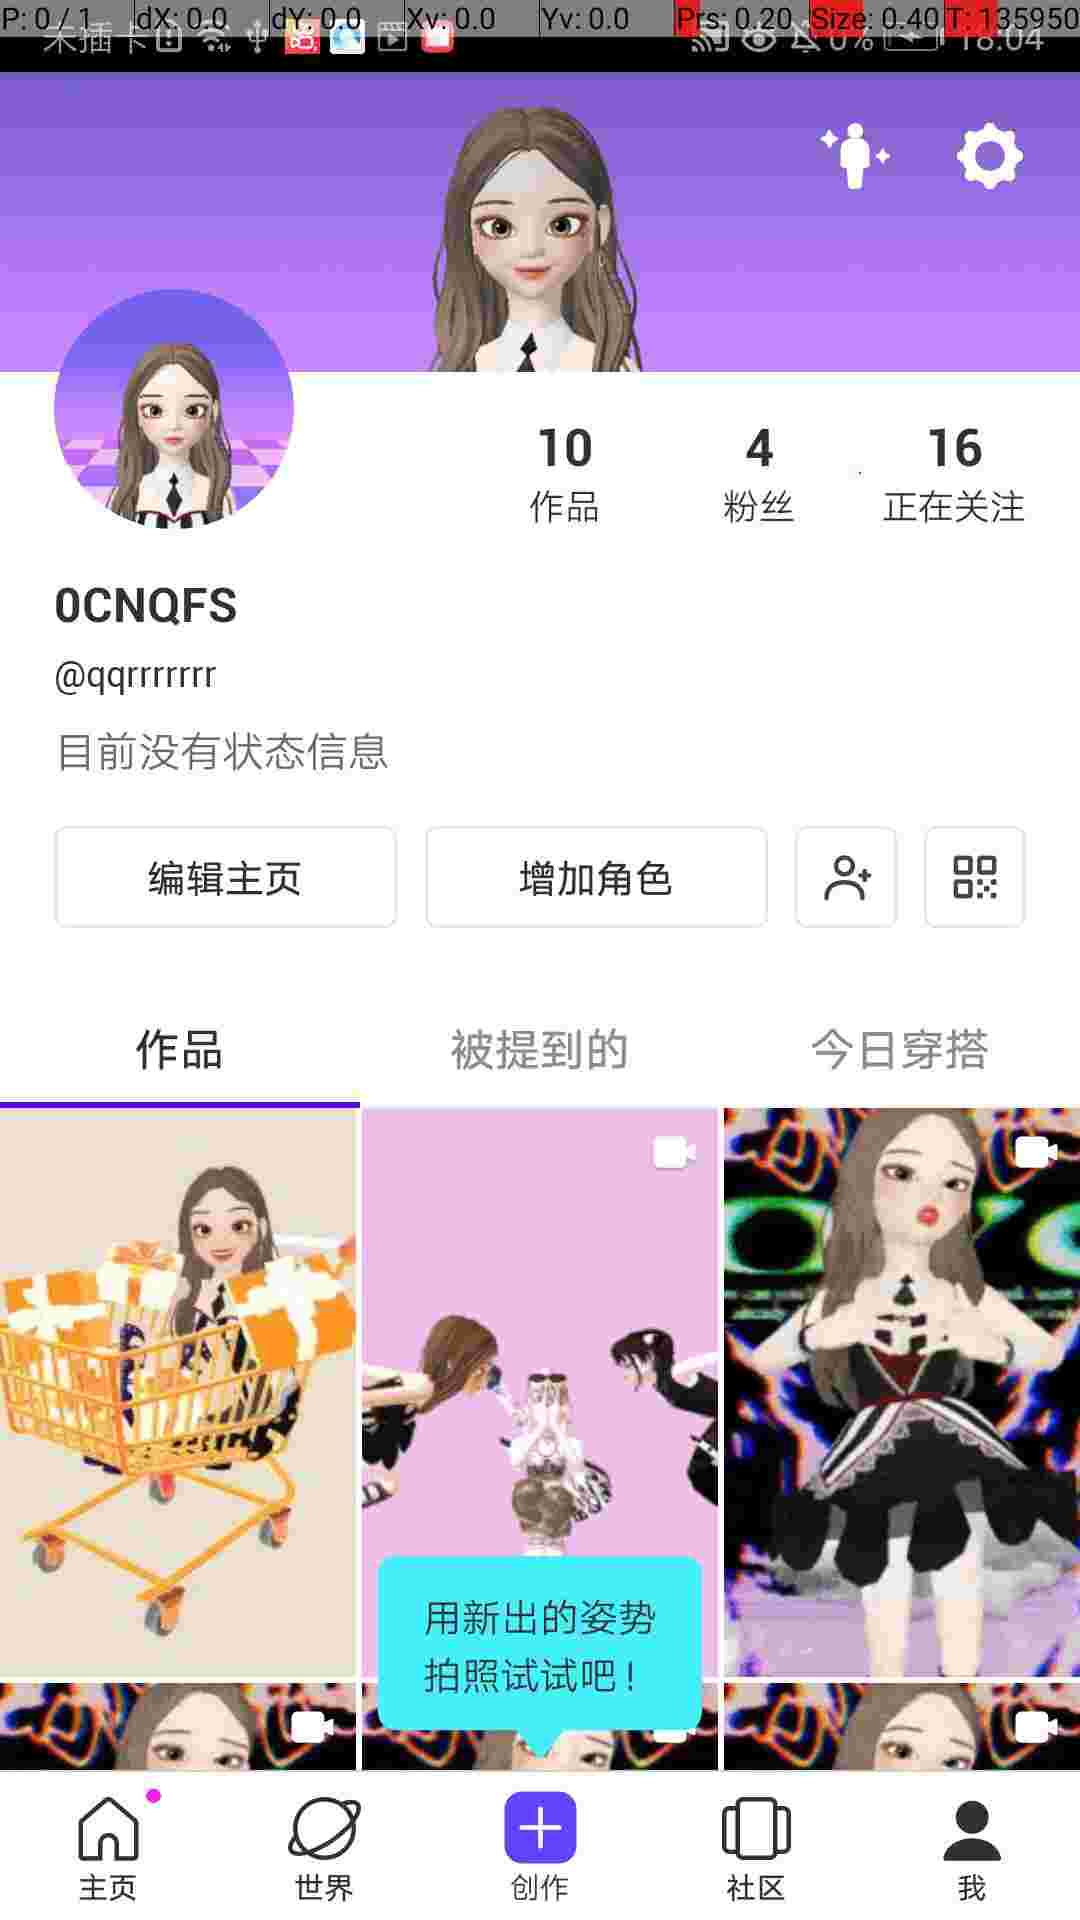 P: 0 / 1 dX: 0.0 dY: 0.0 Xv: 0.0 Yv: 0.0 Prs: 0.20 Size: 0.40 T: 135950
未插卡 0% 18:04
10 4 16
作品 粉丝 正在关注
0CNQFS
@qqrrrrrrr
目前没有状态信息
编辑主页 增加角色
作品 被提到的 今日穿搭
用新出的姿势
拍照试试吧！
主页 世界 创作 社区 我